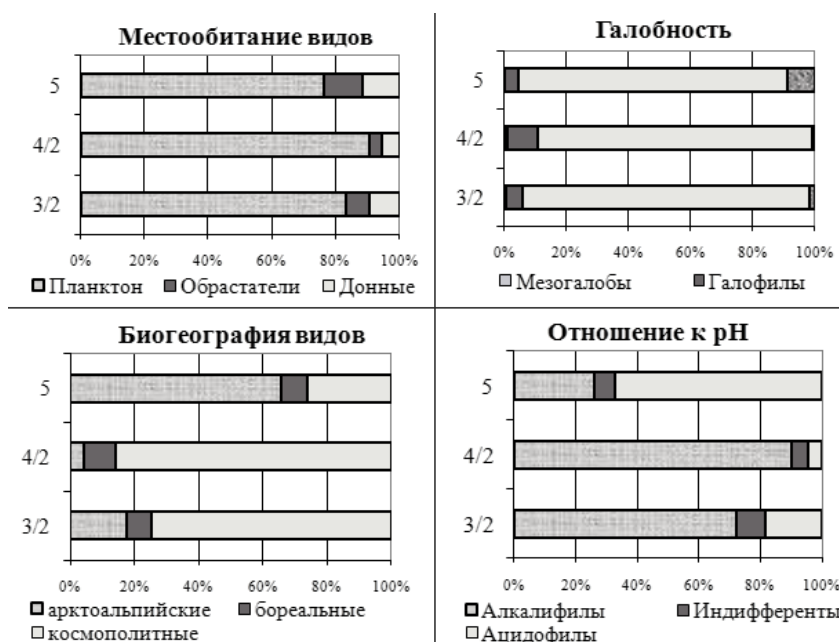 Местообитание видов
5
4/2
3/2
0% 20% 40% 60% 80% 100%
Планктон Обрастатели Донные
Галобность
5
4/2
3/2
0% 20% 40% 60% 80% 100%
Мезогалобы Галофилы
Биогеография видов
5
4/2
3/2
0% 20% 40% 60% 80% 100%
арктоальпийские бореальные
космополитные
Отношение к pH
5
4/2
3/2
0% 20% 40% 60% 80% 100%
Алкалифилы Индифференты
Ацидофилы